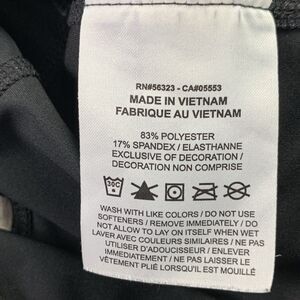 RN#56323 - CA#05553
MADE IN VIETNAM
FABRIQUE AU VIETNAM
83% POLYESTER
17% SPANDEX / ELASTHANNE
EXCLUSIVE OF DECORATION /
DECORATION NON COMPRISE
30C
WASH WITH LIKE COLORS / DO NOT USE
SOFTENERS / REMOVE IMMEDIATELY / DO
NOT ALLOW TO LAY ON ITSELF WHEN WET
LAVER AVEC COULEURS SIMILAIRES / NE PAS
UTILISER D'ADOUCISSEUR / ENLEVER
IMMÉDIATEMENT / NE PAS LAISSER LE
VÊTEMENT PLIÉ LORSQU'IL EST MOUILLÉ